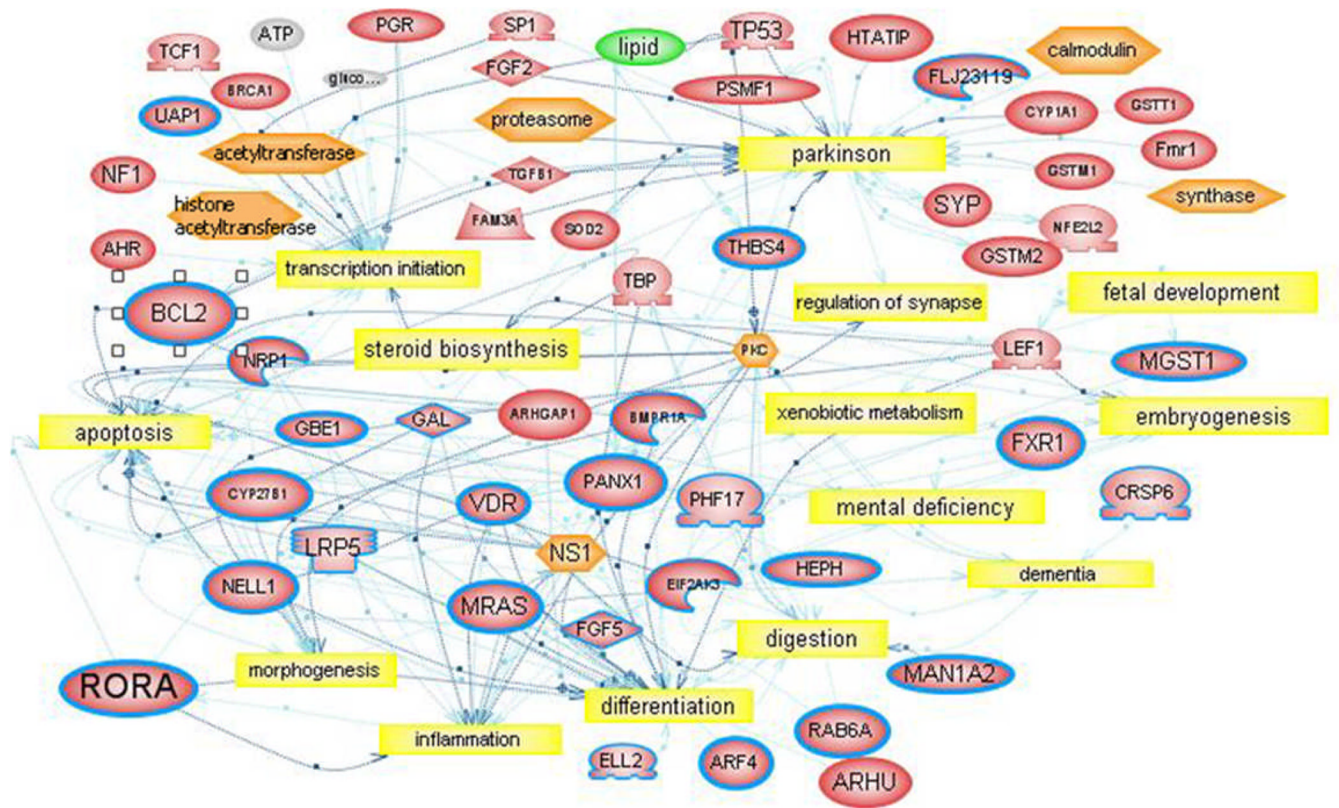 PGR
SP1
TP53
ATP
TCF1
lipid
HTATIP
calmodulin
gluco...
FGF2
FLJ23119
BRCA1
PSMF1
UAP1
CYP1A1
GSTT1
proteasome
acetyltransferase
parkinson
Fmr1
NF1
TGFB1
GSTM1
synthase
histone
acetyltransferase
FAM3A
SOD2
SYP
NFE2L2
AHR
THBS4
GSTM2
transcription initiation
TBP
fetal development
regulation of synapse
BCL2
steroid biosynthesis
PKC
LEF1
NRP1
MGST1
xenobiotic metabolism
embryogenesis
apoptosis
GBE1
GAL
ARHGAP1
BMPR1A
FXR1
CYP27B1
VDR
PANX1
PHF17
mental deficiency
CRSP6
LRP5
NS1
NELL1
MRAS
EIF2AK3
HEPH
dementia
FGF5
digestion
morphogenesis
MAN1A2
RORA
differentiation
inflammation
RAB6A
ELL2
ARF4
ARHU